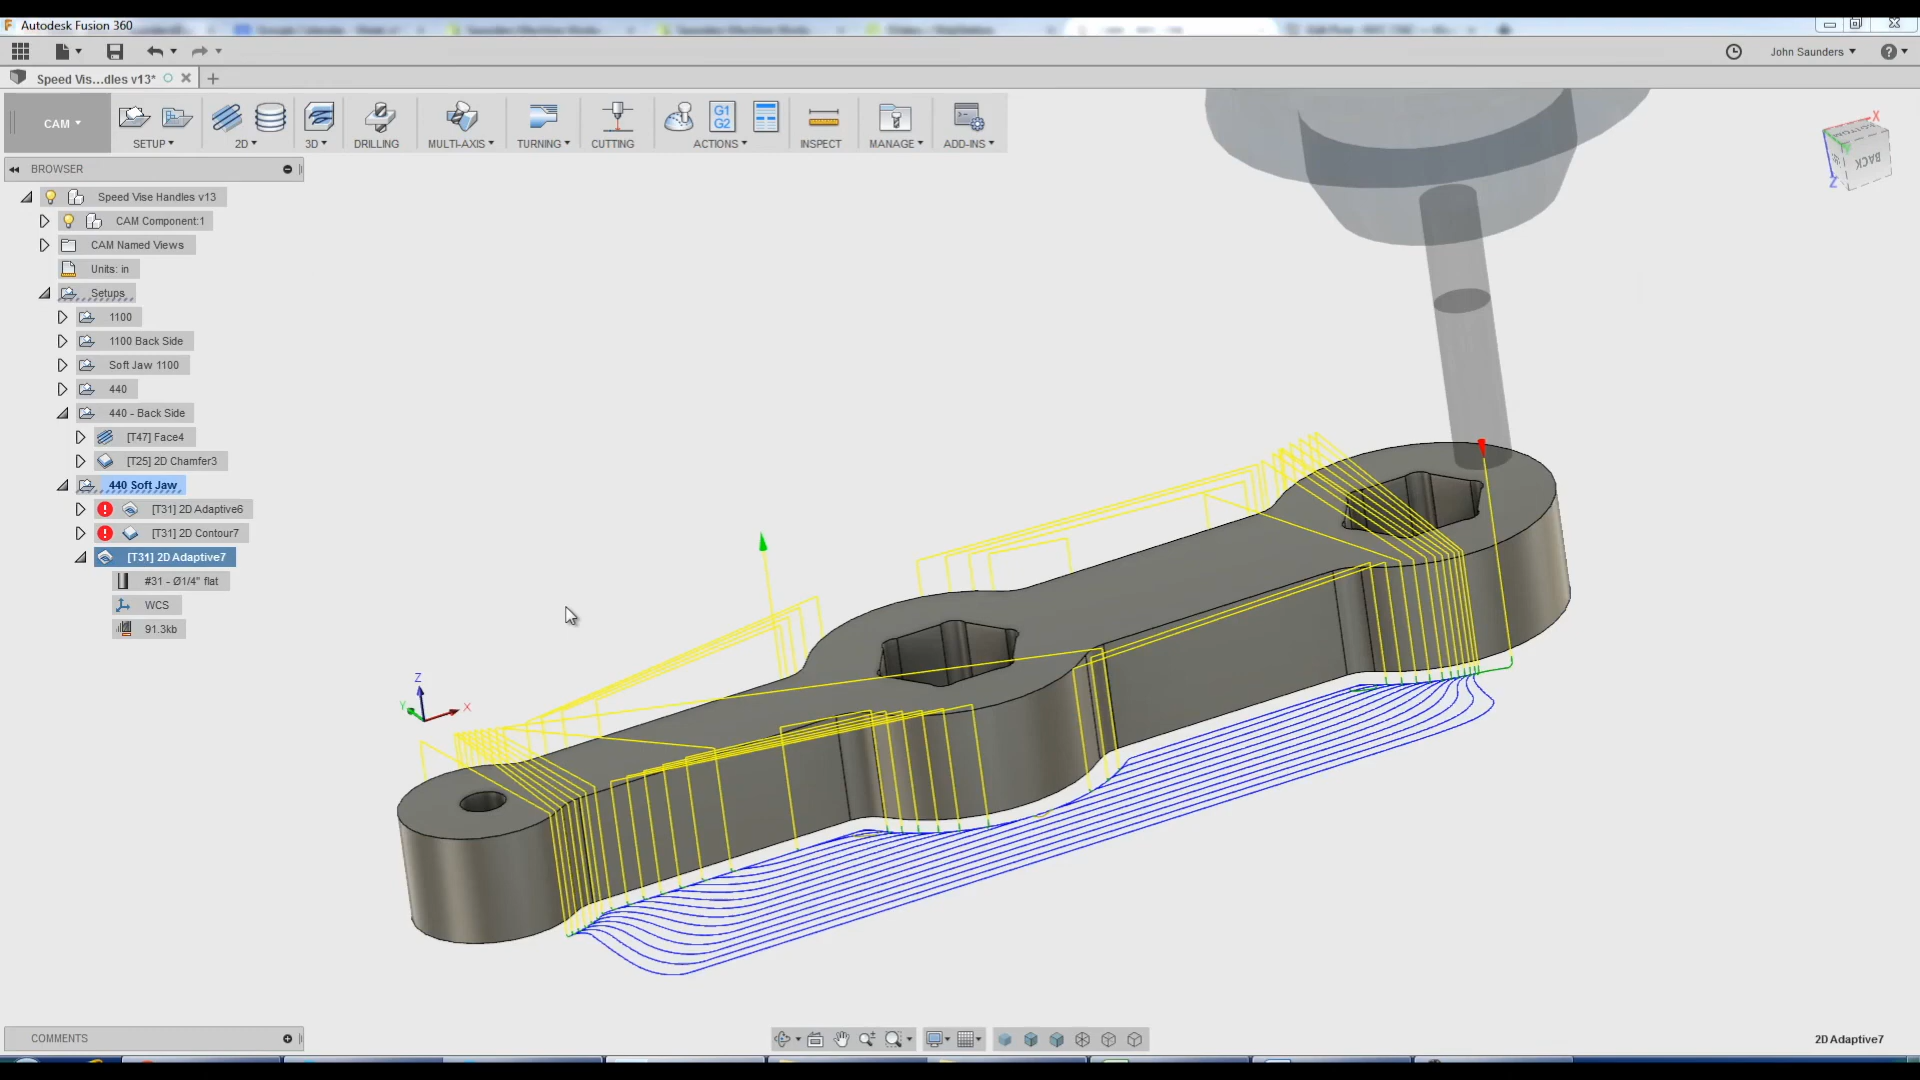 Autodesk Fusion 360
John Saunders
Speed Vis...dles v13*
CAM
SETUP
2D
3D
DRILLING
MULTI-AXIS
TURNING
CUTTING
G1
G2
ACTIONS
INSPECT
MANAGE
ADD-INS
BROWSER
Speed Vise Handles v13
CAM Component:1
CAM Named Views
Units: in
Setups
1100
1100 Back Side
Soft Jaw 1100
440
440 - Back Side
[T47] Face4
[T25] 2D Chamfer3
440 Soft Jaw
[T31] 2D Adaptive6
[T31] 2D Contour7
[T31] 2D Adaptive7
#31 - Ø1/4" flat
WCS
91.3kb
X
BOTTOM
BACK
Z
Z
Y
X
COMMENTS
2D Adaptive7